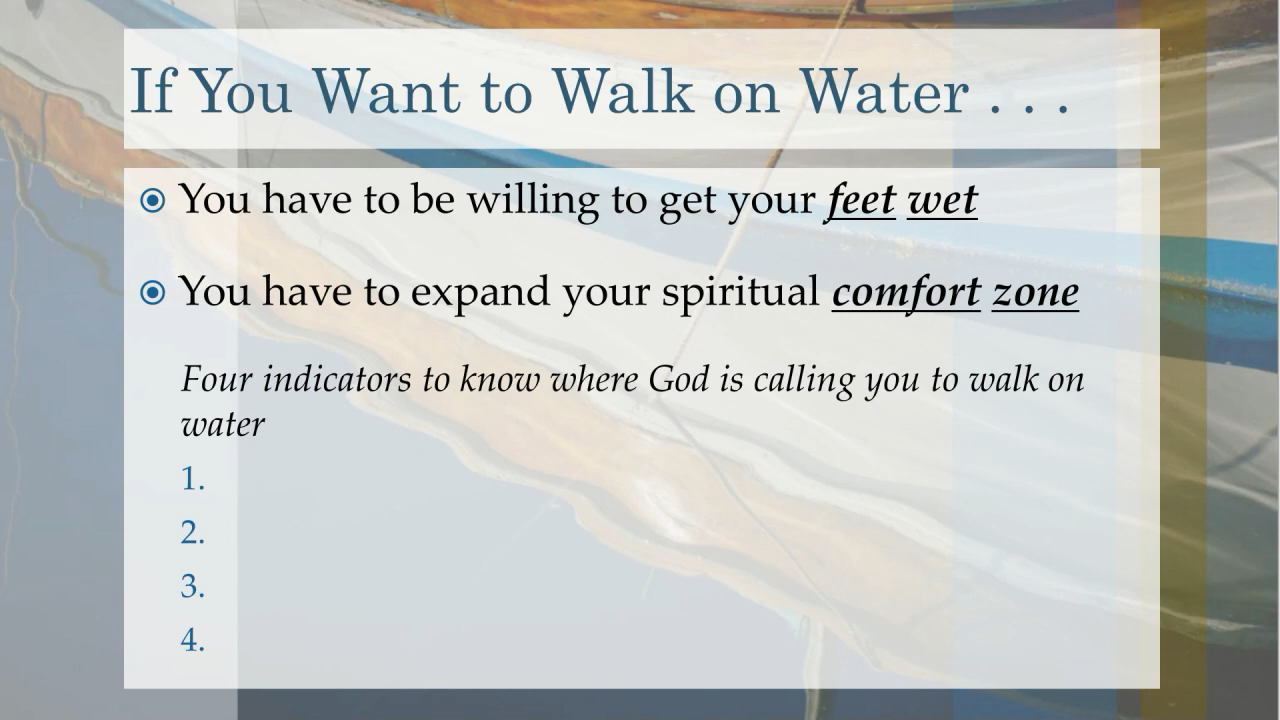 If You Want to Walk on Water . . .
You have to be willing to get your feet wet
You have to expand your spiritual comfort zone
Four indicators to know where God is calling you to walk on
water
1.
2.
3.
4.